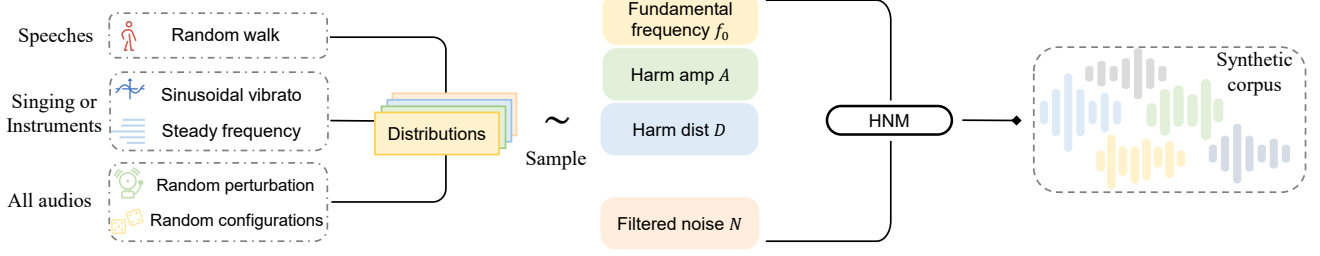 Speeches
Random walk
Singing or
Instruments
Sinusoidal vibrato
Steady frequency
All audios
Random perturbation
Random configurations
Distributions
~
Sample
Fundamental
frequency f₀
Harm amp A
Harm dist D
Filtered noise N
HNM
Synthetic
corpus